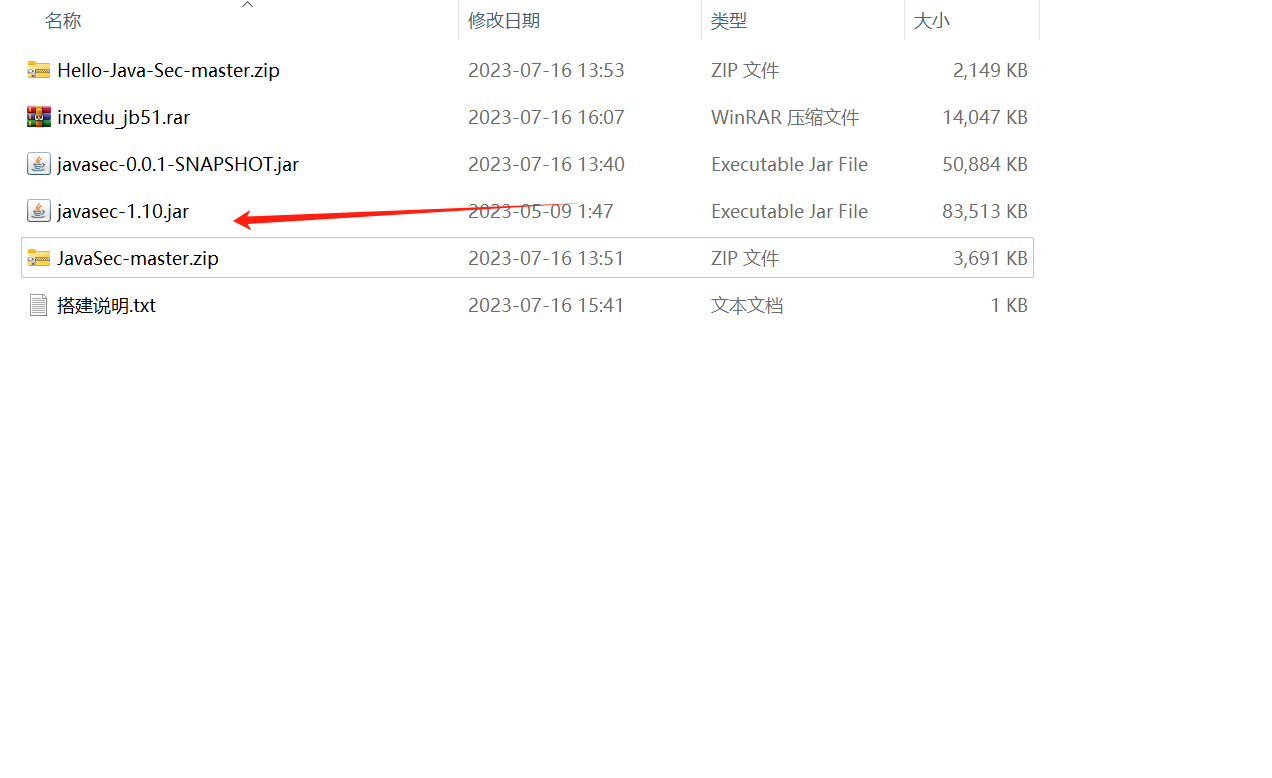 名称 修改日期 类型 大小
Hello-Java-Sec-master.zip 2023-07-16 13:53 ZIP 文件 2,149 KB
inxedu_jb51.rar 2023-07-16 16:07 WinRAR 压缩文件 14,047 KB
javasec-0.0.1-SNAPSHOT.jar 2023-07-16 13:40 Executable Jar File 50,884 KB
javasec-1.10.jar 2023-05-09 1:47 Executable Jar File 83,513 KB
JavaSec-master.zip 2023-07-16 13:51 ZIP 文件 3,691 KB
搭建说明.txt 2023-07-16 15:41 文本文档 1 KB